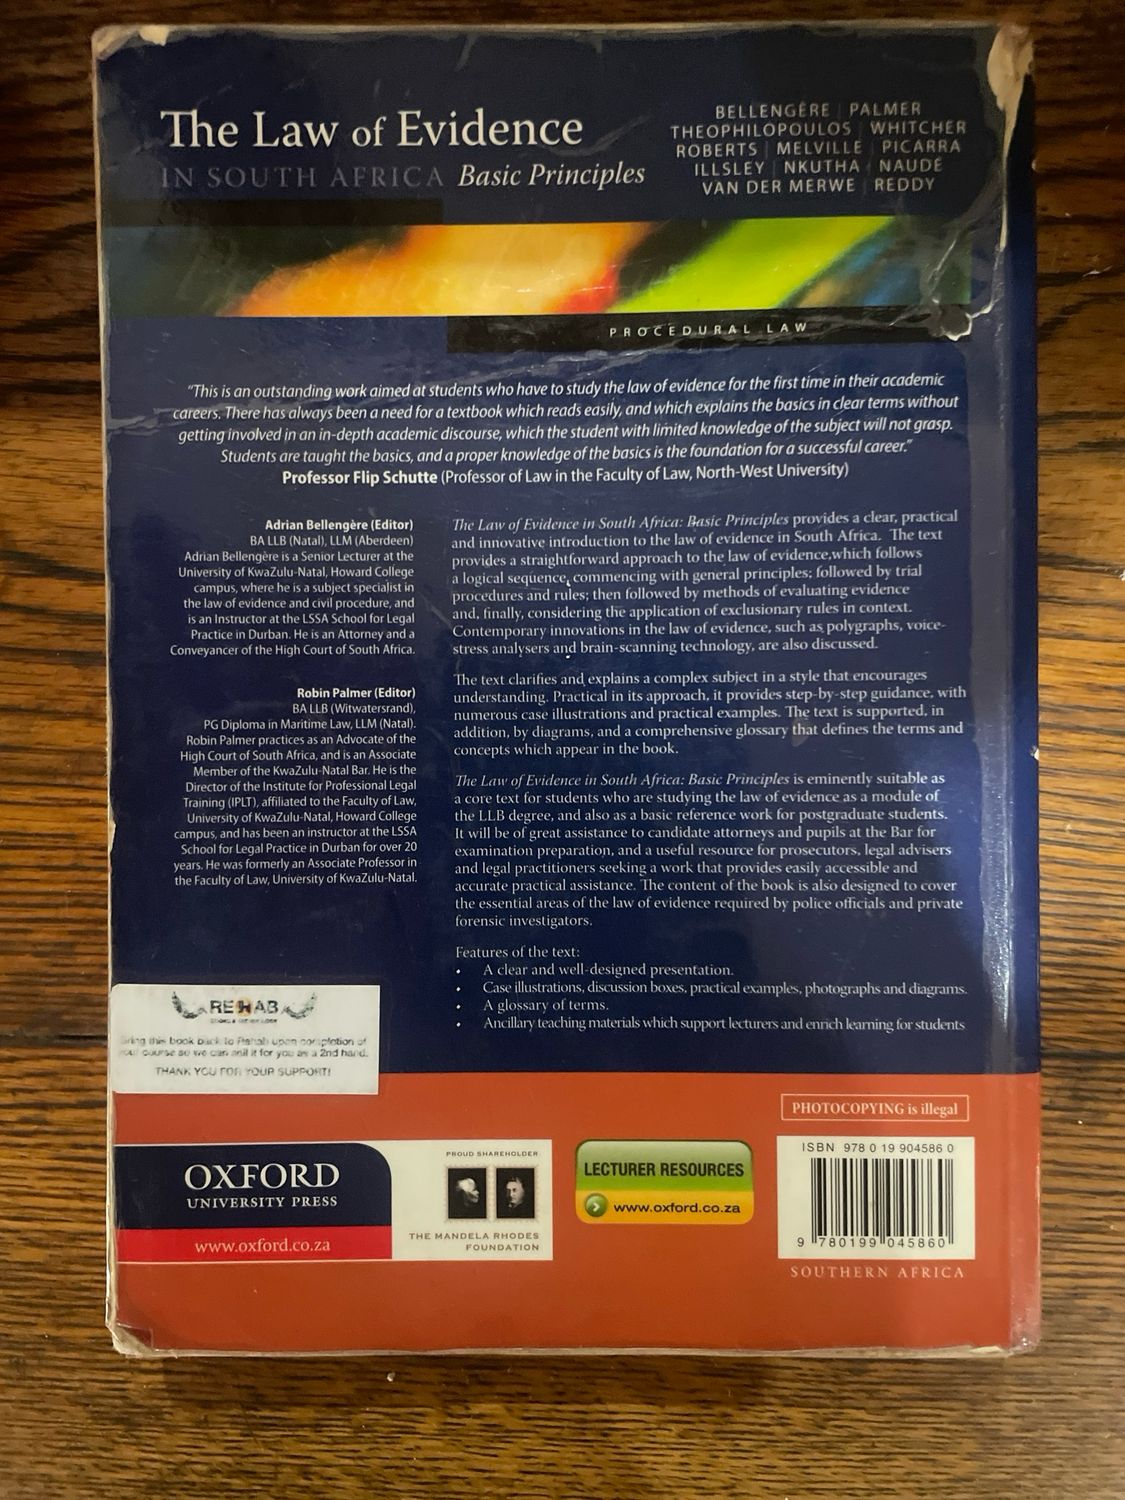 The Law of Evidence
IN SOUTH AFRICA Basic Principles
BELLENGÈRE | PALMER
THEOPHILOPOULOS | WHITCHER
ROBERTS | MELVILLE | PICARRA
ILLSLEY | NKUTHA | NAUDÉ
VAN DER MERWE | REDDY
PROCEDURAL LAW
“This is an outstanding work aimed at students who have to study the law of evidence for the first time in their academic
careers. There has always been a need for a textbook which reads easily, and which explains the basics in clear terms without
getting involved in an in-depth academic discourse, which the student with limited knowledge of the subject will not grasp.
Students are taught the basics, and a proper knowledge of the basics is the foundation for a successful career.”
Professor Flip Schutte (Professor of Law in the Faculty of Law, North-West University)
Adrian Bellengère (Editor)
BA LLB (Natal), LLM (Aberdeen)
Adrian Bellengère is a Senior Lecturer at the
University of KwaZulu-Natal, Howard College
campus, where he is a subject specialist in
the law of evidence and civil procedure, and
is an Instructor at the LSSA School for Legal
Practice in Durban. He is an Attorney and a
Conveyancer of the High Court of South Africa.
Robin Palmer (Editor)
BA LLB (Witwatersrand),
PG Diploma in Maritime Law, LLM (Natal).
Robin Palmer practices as an Advocate of the
High Court of South Africa, and is an Associate
Member of the KwaZulu-Natal Bar. He is the
Director of the Institute for Professional Legal
Training (IPLT), affiliated to the Faculty of Law,
University of KwaZulu-Natal, Howard College
campus, and has been an instructor at the LSSA
School for Legal Practice in Durban for over 20
years. He was formerly an Associate Professor in
the Faculty of Law, University of KwaZulu-Natal.
The Law of Evidence in South Africa: Basic Principles provides a clear, practical
and innovative introduction to the law of evidence in South Africa. The text
provides a straightforward approach to the law of evidence,which follows
a logical sequence, commencing with general principles; followed by trial
procedures and rules; then followed by methods of evaluating evidence
and, finally, considering the application of exclusionary rules in context.
Contemporary innovations in the law of evidence, such as polygraphs, voice-
stress analysers and brain-scanning technology, are also discussed.
The text clarifies and explains a complex subject in a style that encourages
understanding. Practical in its approach, it provides step-by-step guidance, with
numerous case illustrations and practical examples. The text is supported, in
addition, by diagrams, and a comprehensive glossary that defines the terms and
concepts which appear in the book.
The Law of Evidence in South Africa: Basic Principles is eminently suitable as
a core text for students who are studying the law of evidence as a module of
the LLB degree, and also as a basic reference work for postgraduate students.
It will be of great assistance to candidate attorneys and pupils at the Bar for
examination preparation, and a useful resource for prosecutors, legal advisers
and legal practitioners seeking a work that provides easily accessible and
accurate practical assistance. The content of the book is also designed to cover
the essential areas of the law of evidence required by police officials and private
forensic investigators.
Features of the text:
• A clear and well-designed presentation.
• Case illustrations, discussion boxes, practical examples, photographs and diagrams.
• A glossary of terms.
• Ancillary teaching materials which support lecturers and enrich learning for students
REHAB
bring this book back to Rehab upon completion of
your course so we can sell it for you as a 2nd hand.
THANK YOU FOR YOUR SUPPORT!
PHOTOCOPYING is illegal
OXFORD
UNIVERSITY PRESS
www.oxford.co.za
PROUD SHAREHOLDER
THE MANDELA RHODES
FOUNDATION
LECTURER RESOURCES
www.oxford.co.za
ISBN 978 0 19 904586 0
9 780199 045860
SOUTHERN AFRICA